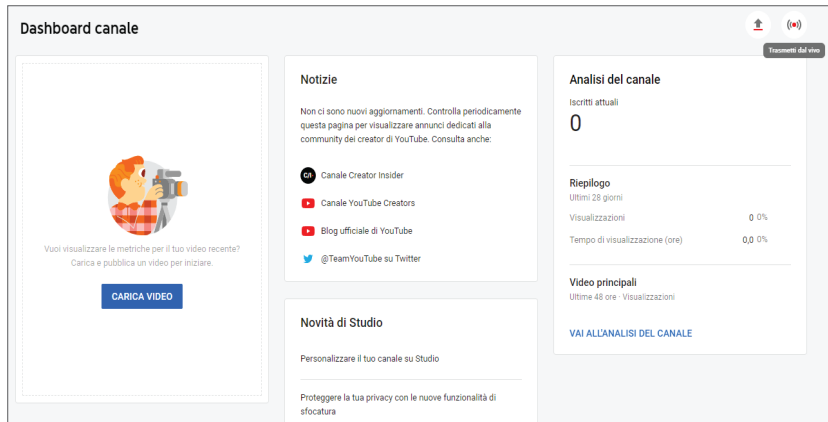 Dashboard canale
Trasmetti dal vivo
Vuoi visualizzare le metriche per il tuo video recente?
Carica e pubblica un video per iniziare.
CARICA VIDEO
Notizie
Non ci sono nuovi aggiornamenti. Controlla periodicamente
questa pagina per visualizzare annunci dedicati alla
community dei creator di YouTube. Consulta anche:
Canale Creator Insider
Canale YouTube Creators
Blog ufficiale di YouTube
@TeamYouTube su Twitter
Novità di Studio
Personalizzare il tuo canale su Studio
Proteggere la tua privacy con le nuove funzionalità di
sfocatura
Analisi del canale
Iscritti attuali
0
Riepilogo
Ultimi 28 giorni
Visualizzazioni 0 0%
Tempo di visualizzazione (ore) 0,0 0%
Video principali
Ultime 48 ore · Visualizzazioni
VAI ALL'ANALISI DEL CANALE